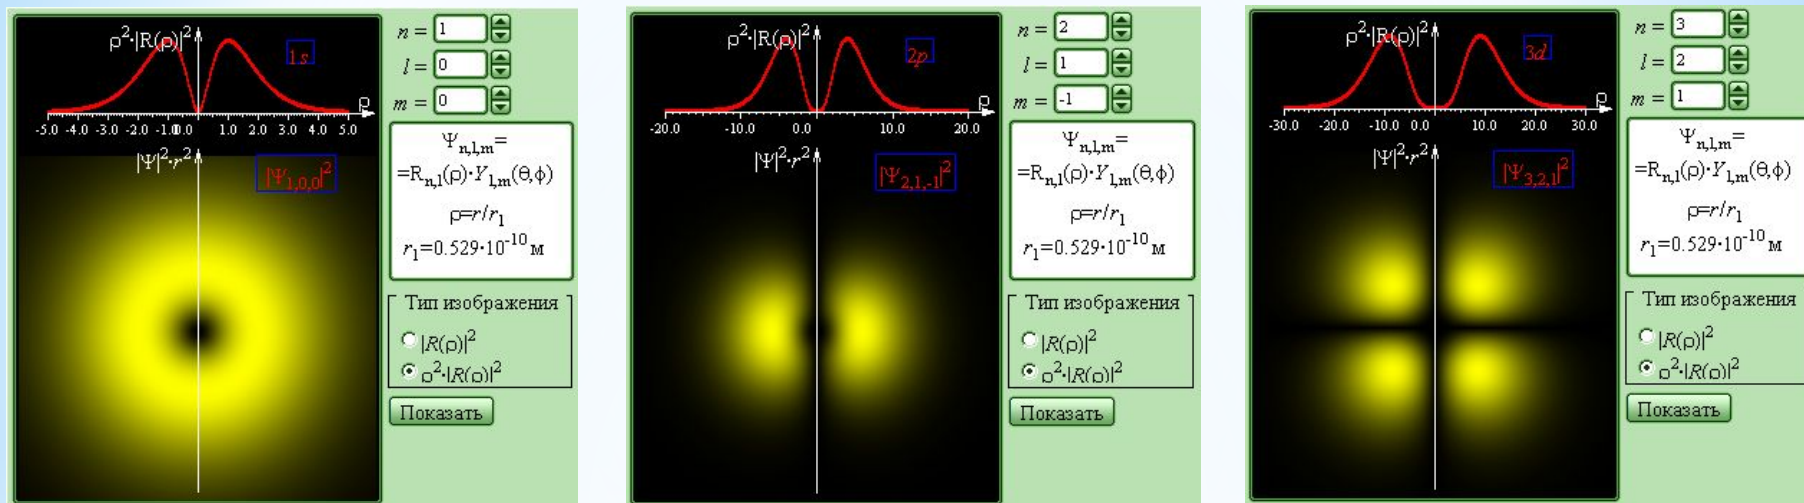 ρ²·|R(ρ)|²
1s
ρ
-5.0 -4.0 -3.0 -2.0 -1.0 0.0 1.0 2.0 3.0 4.0 5.0
|Ψ|²·r²
|Ψ1,0,0|²
n = 1
l = 0
m = 0
Ψn,l,m=
=Rn,l(ρ)·Yl,m(θ,ϕ)
ρ=r/r1
r1=0.529·10⁻¹⁰ м
Тип изображения
|R(ρ)|²
ρ²·|R(ρ)|²
Показать
ρ²·|R(ρ)|²
2p
ρ
-20.0 -10.0 0.0 10.0 20.0
|Ψ|²·r²
|Ψ2,1,-1|²
n = 2
l = 1
m = -1
Ψn,l,m=
=Rn,l(ρ)·Yl,m(θ,ϕ)
ρ=r/r1
r1=0.529·10⁻¹⁰ м
Тип изображения
|R(ρ)|²
ρ²·|R(ρ)|²
Показать
ρ²·|R(ρ)|²
3d
ρ
-30.0 -20.0 -10.0 0.0 10.0 20.0 30.0
|Ψ|²·r²
|Ψ3,2,1|²
n = 3
l = 2
m = 1
Ψn,l,m=
=Rn,l(ρ)·Yl,m(θ,ϕ)
ρ=r/r1
r1=0.529·10⁻¹⁰ м
Тип изображения
|R(ρ)|²
ρ²·|R(ρ)|²
Показать